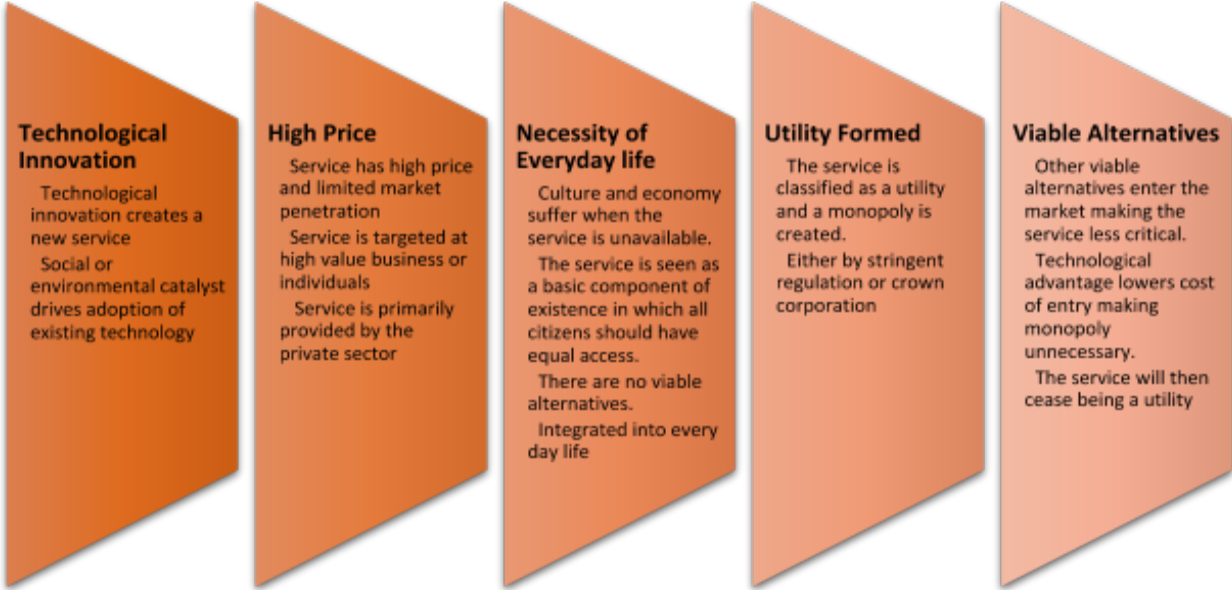 Technological
Innovation
Technological
innovation creates a
new service
Social or
environmental catalyst
drives adoption of
existing technology
High Price
Service has high price
and limited market
penetration
Service is targeted at
high value business or
individuals
Service is primarily
provided by the
private sector
Necessity of
Everyday life
Culture and economy
suffer when the
service is unavailable.
The service is seen as
a basic component of
existence in which all
citizens should have
equal access.
There are no viable
alternatives.
Integrated into every
day life
Utility Formed
The service is
classified as a utility
and a monopoly is
created.
Either by stringent
regulation or crown
corporation
Viable Alternatives
Other viable
alternatives enter the
market making the
service less critical.
Technological
advantage lowers cost
of entry making
monopoly
unnecessary.
The service will then
cease being a utility